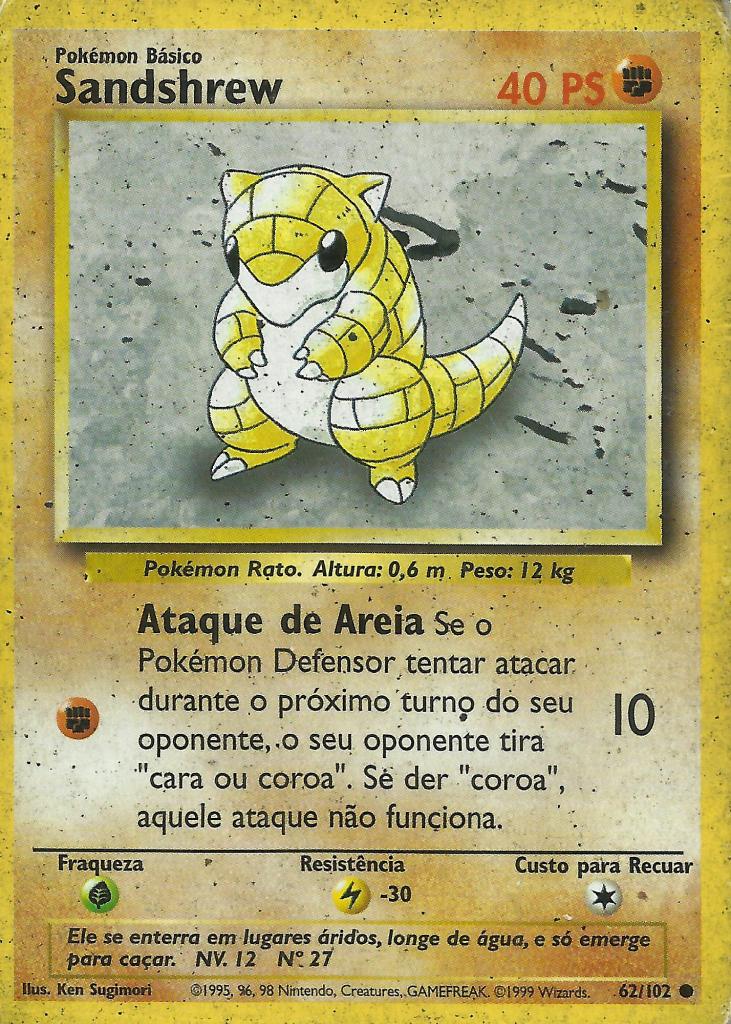 Pokémon Básico
Sandshrew
40 PS
Pokémon Rato. Altura: 0,6 m Peso: 12 kg
Ataque de Areia Se o
Pokémon Defensor tentar atacar
durante o próximo turno do seu
oponente, o seu oponente tira
"cara ou coroa". Se der "coroa",
aquele ataque não funciona.
10
Fraqueza Resistência Custo para Recuar
-30
Ele se enterra em lugares áridos, longe de água, e só emerge
para caçar. NV. 12 Nº 27
Ilus. Ken Sugimori ©1995, 96, 98 Nintendo, Creatures, GAMEFREAK. ©1999 Wizards. 62/102